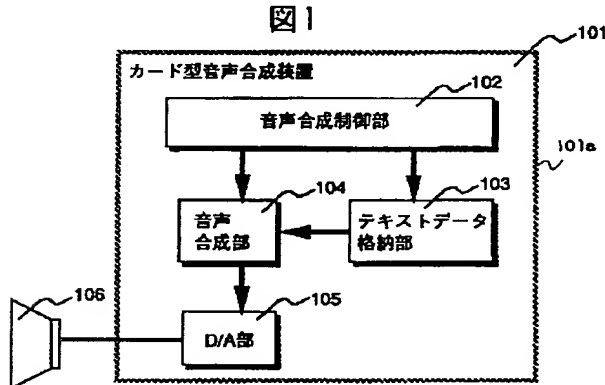 図1
101
カード型音声合成装置
102
音声合成制御部
101a
104
103
音声
合成部
テキストデータ
格納部
106
105
D/A部